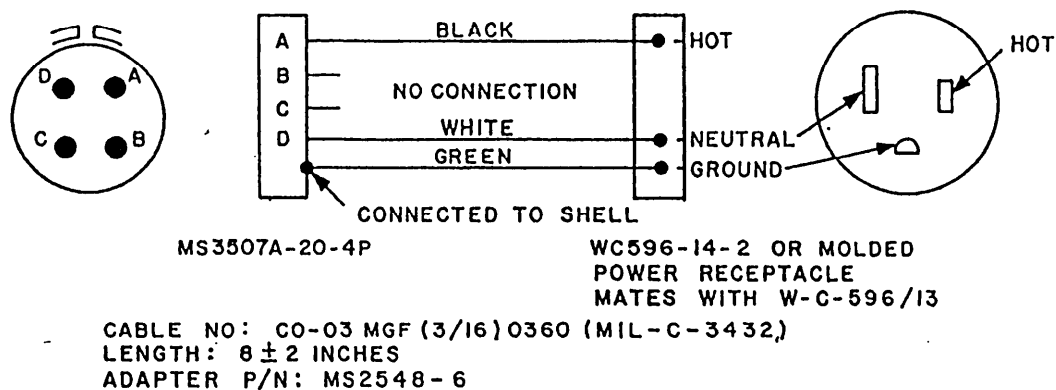 D A
C B
A BLACK HOT
B
NO CONNECTION
C
D WHITE NEUTRAL
GREEN GROUND
CONNECTED TO SHELL
HOT
MS3507A-20-4P
WC596-14-2 OR MOLDED
POWER RECEPTACLE
MATES WITH W-C-596/13
CABLE NO: CO-03 MGF (3/16) 0360 (MIL-C-3432,)
LENGTH: 8 ± 2 INCHES
ADAPTER P/N: MS2548-6